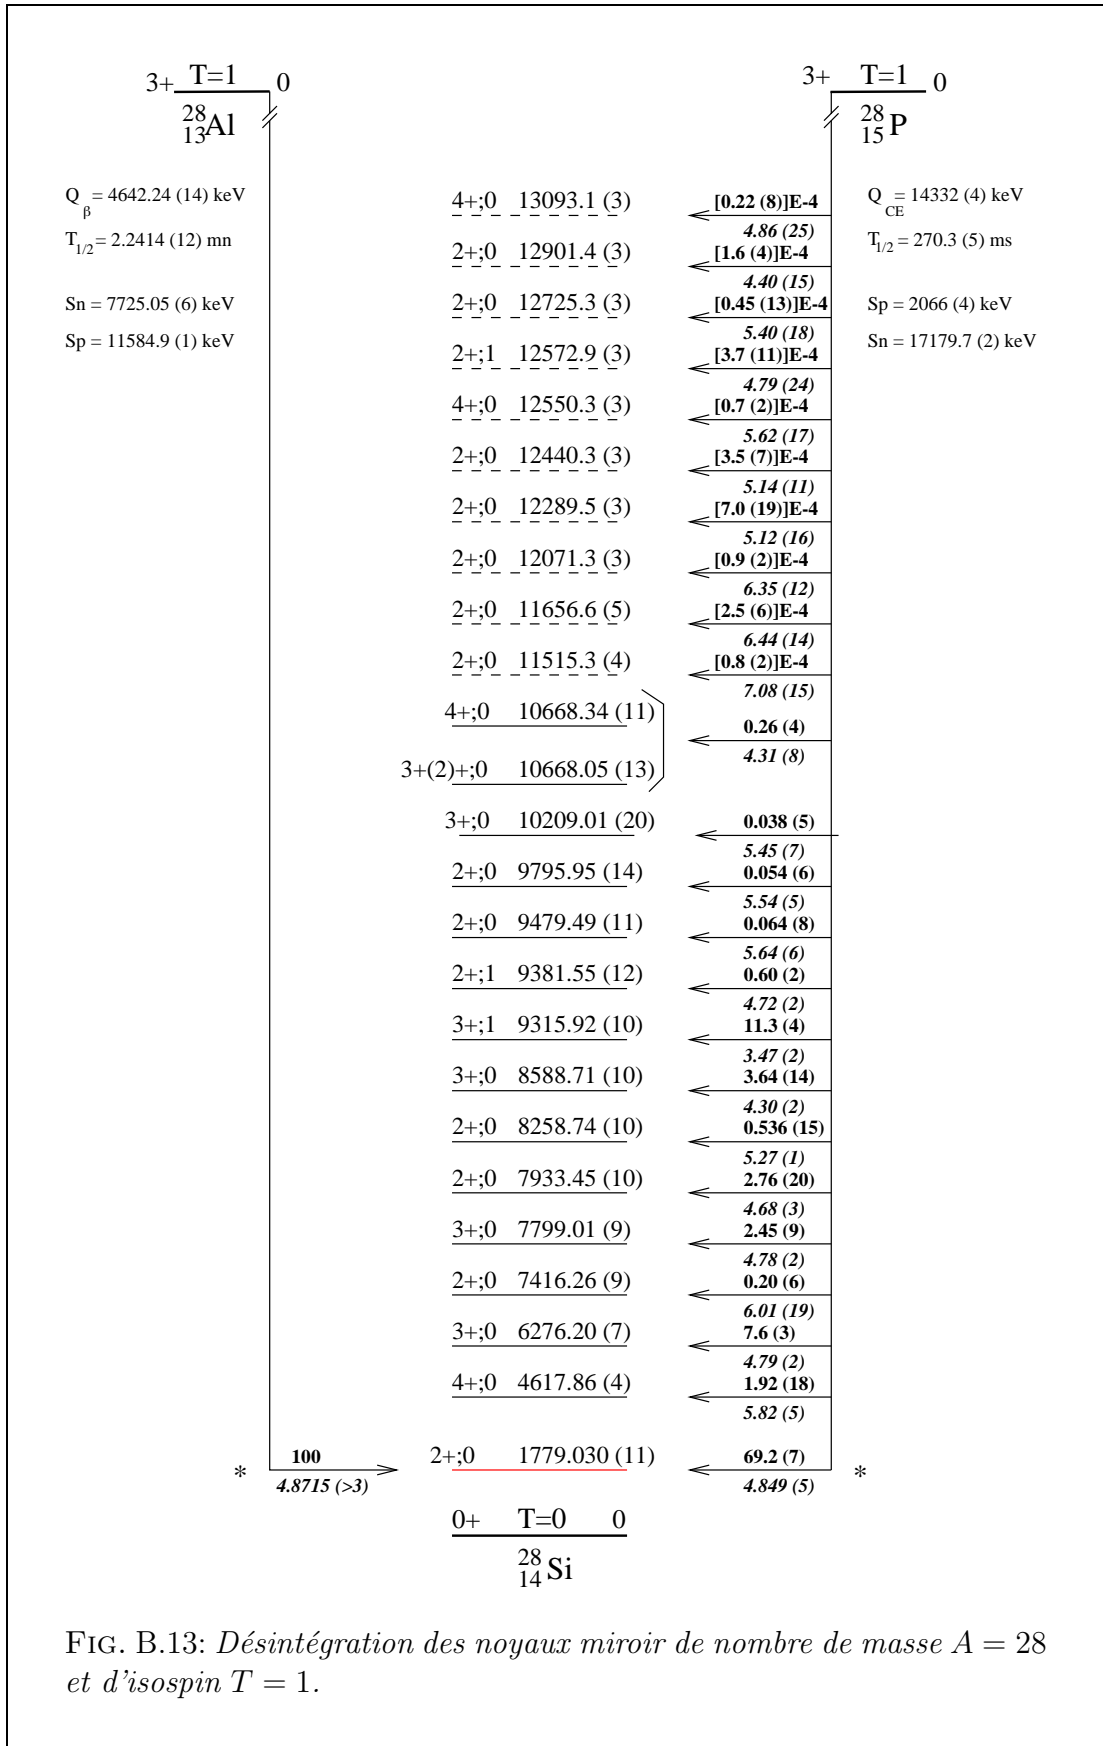 3+ T=1 0
28
13 Al
Q β = 4642.24 (14) keV
T 1/2 = 2.2414 (12) mn
Sn = 7725.05 (6) keV
Sp = 11584.9 (1) keV
3+ T=1 0
28
15 P
Q CE = 14332 (4) keV
T 1/2 = 270.3 (5) ms
Sp = 2066 (4) keV
Sn = 17179.7 (2) keV
4+;0 13093.1 (3) [0.22 (8)]E-4
4.86 (25)
2+;0 12901.4 (3) [1.6 (4)]E-4
4.40 (15)
2+;0 12725.3 (3) [0.45 (13)]E-4
5.40 (18)
2+;1 12572.9 (3) [3.7 (11)]E-4
4.79 (24)
4+;0 12550.3 (3) [0.7 (2)]E-4
5.62 (17)
2+;0 12440.3 (3) [3.5 (7)]E-4
5.14 (11)
2+;0 12289.5 (3) [7.0 (19)]E-4
5.12 (16)
2+;0 12071.3 (3) [0.9 (2)]E-4
6.35 (12)
2+;0 11656.6 (5) [2.5 (6)]E-4
6.44 (14)
2+;0 11515.3 (4) [0.8 (2)]E-4
7.08 (15)
4+;0 10668.34 (11)
0.26 (4)
4.31 (8)
3+(2)+;0 10668.05 (13)
3+;0 10209.01 (20) 0.038 (5)
5.45 (7)
2+;0 9795.95 (14) 0.054 (6)
5.54 (5)
2+;0 9479.49 (11) 0.064 (8)
5.64 (6)
2+;1 9381.55 (12) 0.60 (2)
4.72 (2)
3+;1 9315.92 (10) 11.3 (4)
3.47 (2)
3+;0 8588.71 (10) 3.64 (14)
4.30 (2)
2+;0 8258.74 (10) 0.536 (15)
5.27 (1)
2+;0 7933.45 (10) 2.76 (20)
4.68 (3)
3+;0 7799.01 (9) 2.45 (9)
4.78 (2)
2+;0 7416.26 (9) 0.20 (6)
6.01 (19)
3+;0 6276.20 (7) 7.6 (3)
4.79 (2)
4+;0 4617.86 (4) 1.92 (18)
5.82 (5)
* 100 2+;0 1779.030 (11) 69.2 (7) *
4.8715 (>3) 4.849 (5)
0+ T=0 0
28
14 Si
FIG. B.13: Désintégration des noyaux miroir de nombre de masse A = 28
et d'isospin T = 1.